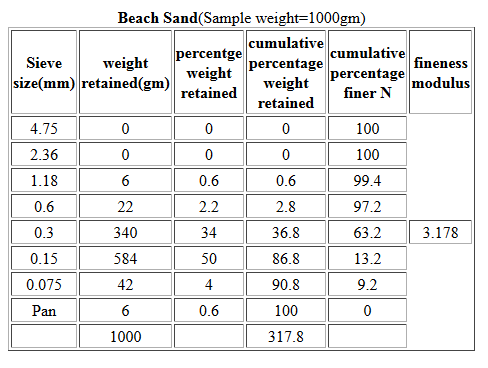 Beach Sand(Sample weight=1000gm)
Sieve size(mm) weight retained(gm) percentge weight retained cumulative percentage weight retained cumulative percentage finer N fineness modulus
4.75 0 0 0 100
2.36 0 0 0 100
1.18 6 0.6 0.6 99.4
0.6 22 2.2 2.8 97.2
0.3 340 34 36.8 63.2 3.178
0.15 584 50 86.8 13.2
0.075 42 4 90.8 9.2
Pan 6 0.6 100 0
1000 317.8